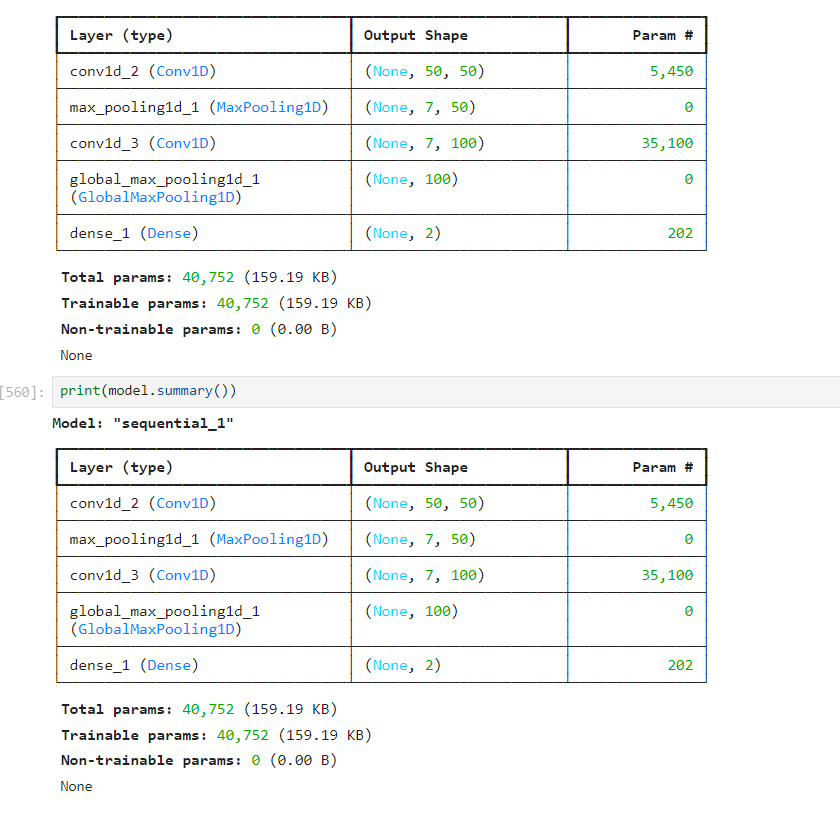 Layer (type) Output Shape Param #
conv1d_2 (Conv1D) (None, 50, 50) 5,450
max_pooling1d_1 (MaxPooling1D) (None, 7, 50) 0
conv1d_3 (Conv1D) (None, 7, 100) 35,100
global_max_pooling1d_1 (None, 100) 0
(GlobalMaxPooling1D)
dense_1 (Dense) (None, 2) 202
Total params: 40,752 (159.19 KB)
Trainable params: 40,752 (159.19 KB)
Non-trainable params: 0 (0.00 B)
None
[560]: print(model.summary())
Model: "sequential_1"
Layer (type) Output Shape Param #
conv1d_2 (Conv1D) (None, 50, 50) 5,450
max_pooling1d_1 (MaxPooling1D) (None, 7, 50) 0
conv1d_3 (Conv1D) (None, 7, 100) 35,100
global_max_pooling1d_1 (None, 100) 0
(GlobalMaxPooling1D)
dense_1 (Dense) (None, 2) 202
Total params: 40,752 (159.19 KB)
Trainable params: 40,752 (159.19 KB)
Non-trainable params: 0 (0.00 B)
None